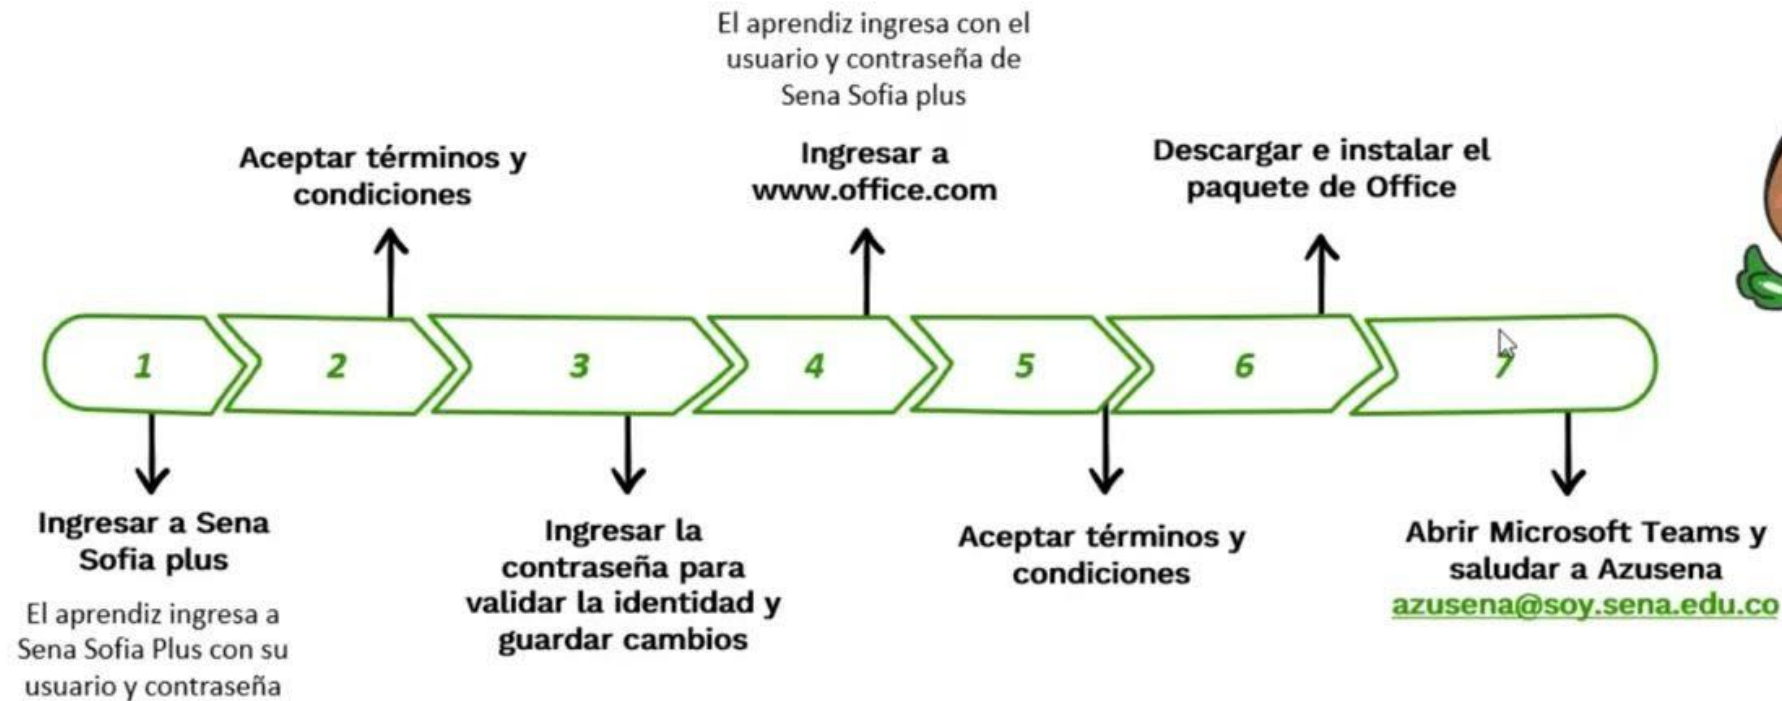 El aprendiz ingresa con el
usuario y contraseña de
Sena Sofia plus
Aceptar términos y
condiciones
Ingresar a
www.office.com
Descargar e instalar el
paquete de Office
1
2
3
4
5
6
7
Ingresar a Sena
Sofia plus
El aprendiz ingresa a
Sena Sofia Plus con su
usuario y contraseña
Ingresar la
contraseña para
validar la identidad y
guardar cambios
Aceptar términos y
condiciones
Abrir Microsoft Teams y
saludar a Azusena
azusena@soy.sena.edu.co